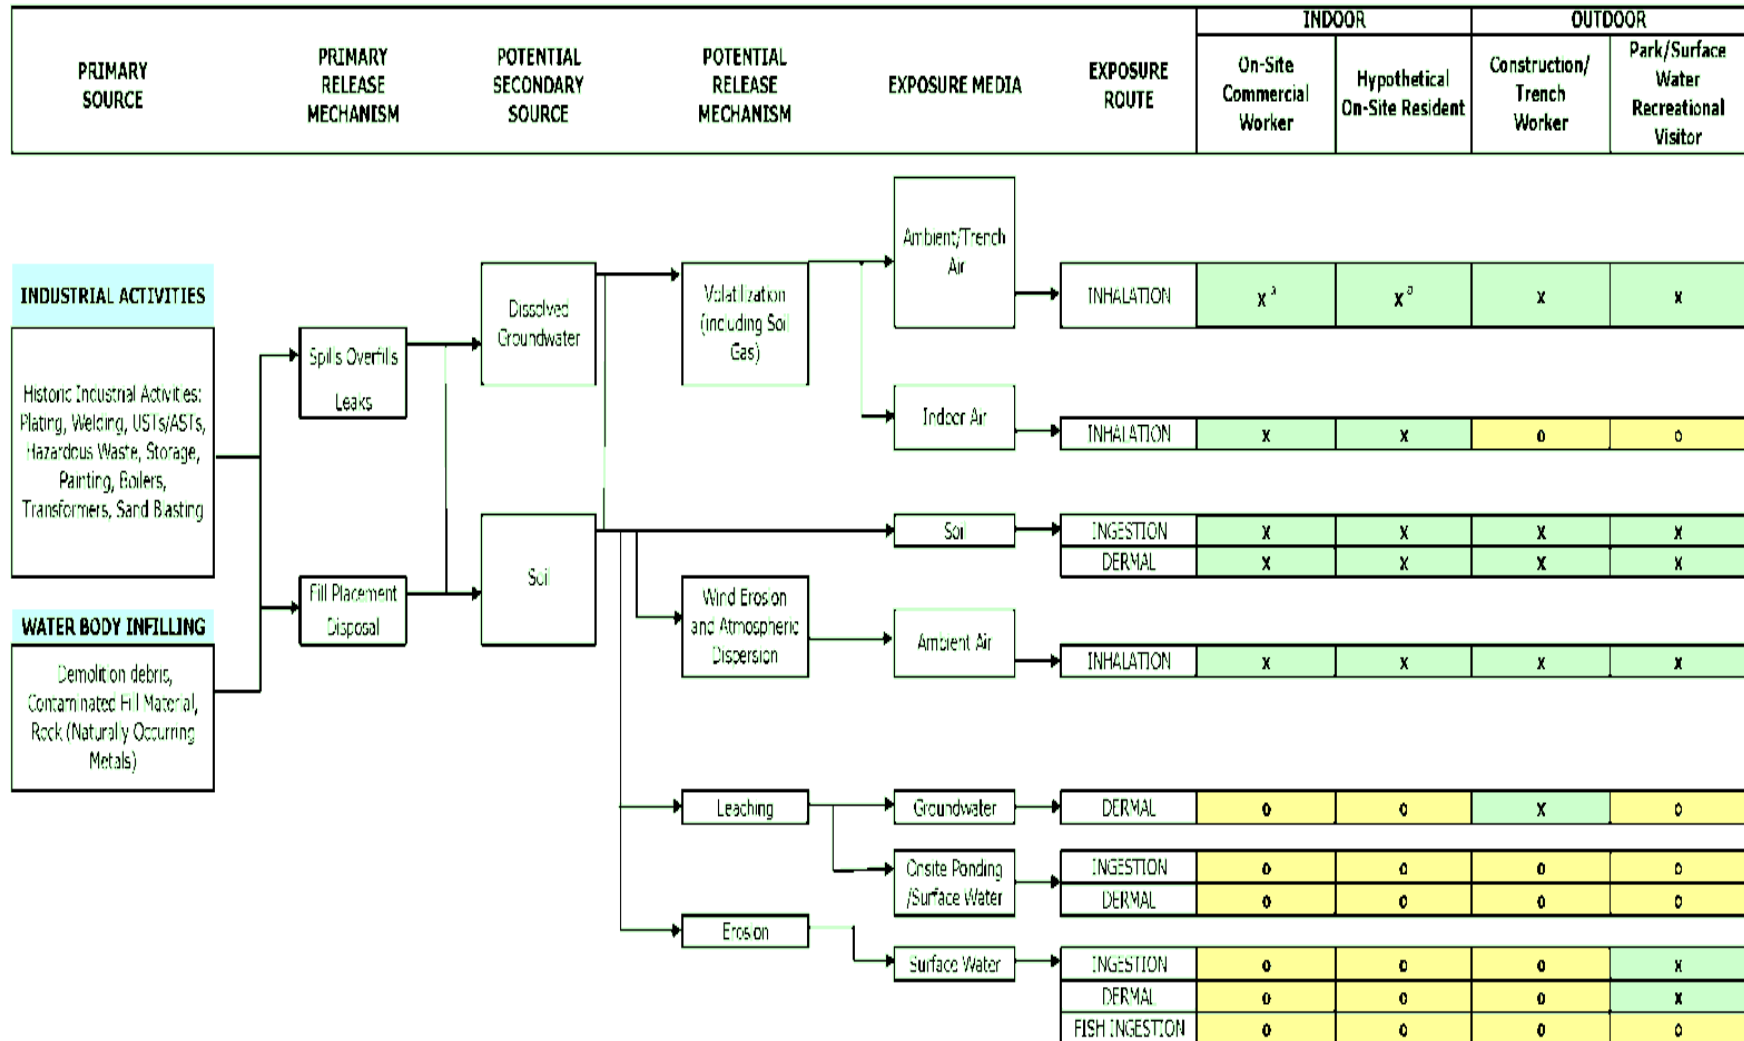 INDOOR OUTDOOR
PRIMARY
SOURCE
PRIMARY
RELEASE
MECHANISM
POTENTIAL
SECONDARY
SOURCE
POTENTIAL
RELEASE
MECHANISM
EXPOSURE MEDIA
EXPOSURE
ROUTE
On-Site
Commercial
Worker
Hypothetical
On-Site Resident
Construction/
Trench
Worker
Park/Surface
Water
Recreational
Visitor
INDUSTRIAL ACTIVITIES
Historic Industrial Activities:
Plating, Welding, USTs/ASTs,
Hazardous Waste, Storage,
Painting, Boilers,
Transformers, Sand Blasting
WATER BODY INFILLING
Demolition debris,
Contaminated Fill Material,
Rock (Naturally Occurring
Metals)
Spills Overfills
Leaks
Fill Placement
Disposal
Dissolved
Groundwater
Soil
Volatilization
(including Soil
Gas)
Wind Erosion
and Atmospheric
Dispersion
Leaching
Erosion
Ambient/Trench
Air
INHALATION x a x a x x
Indoor Air
INHALATION x x o o
Soil
INGESTION x x x x
DERMAL x x x x
Ambient Air
INHALATION x x x x
Groundwater
DERMAL o o x o
Onsite Ponding
/Surface Water
INGESTION o o o o
DERMAL o o o o
Surface Water
INGESTION o o o x
DERMAL o o o x
FISH INGESTION o o o o